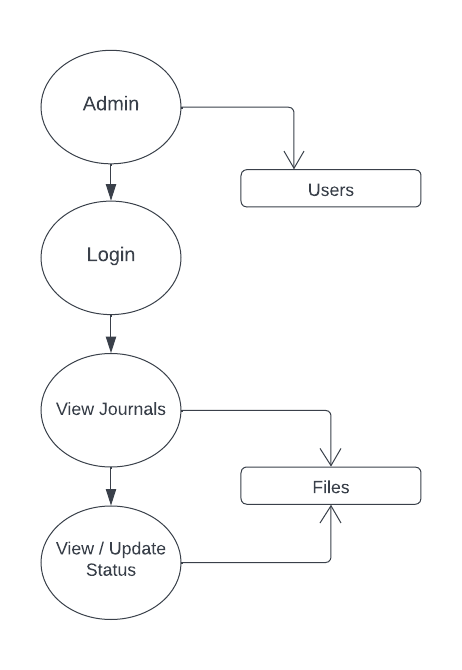 Admin
Users
Login
View Journals
Files
View / Update
Status